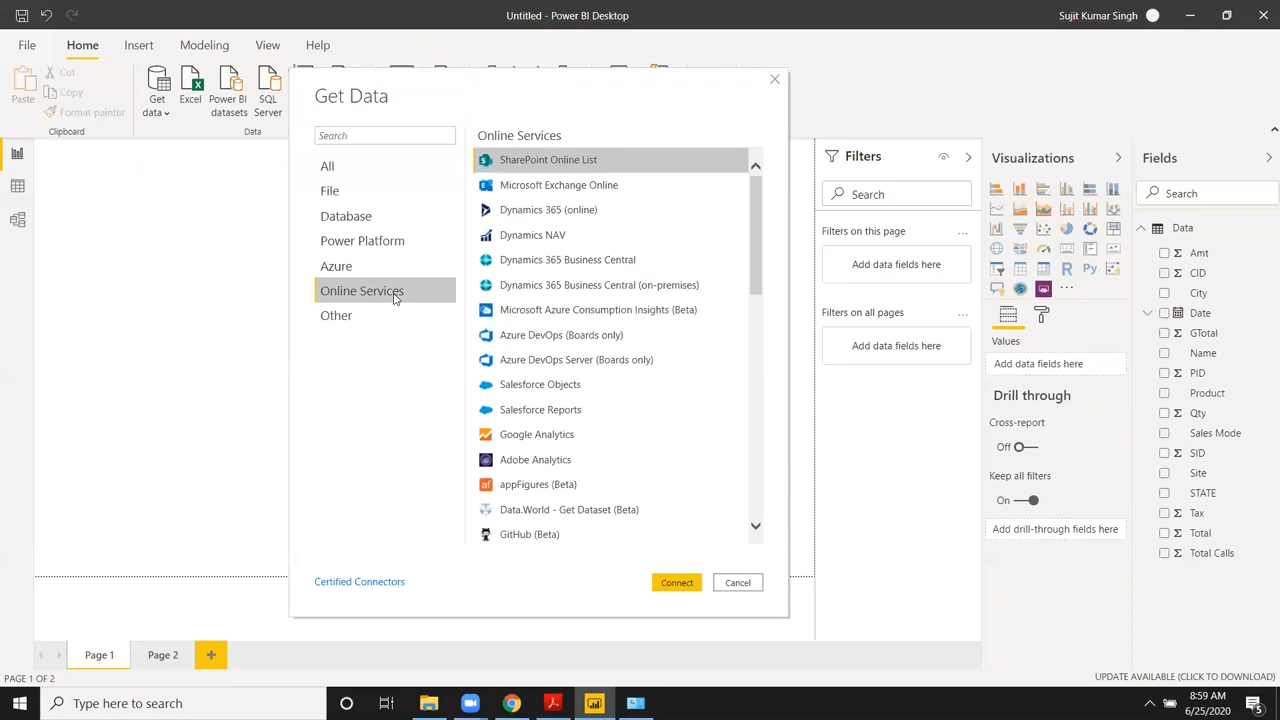 Untitled - Power BI Desktop
Sujit Kumar Singh
File Home Insert Modeling View Help
Paste
Cut
Copy
Format painter
Clipboard
Get data
Excel
Power BI datasets
SQL Server
Data
Get Data
Search
All
File
Database
Power Platform
Azure
Online Services
Other
Online Services
SharePoint Online List
Microsoft Exchange Online
Dynamics 365 (online)
Dynamics NAV
Dynamics 365 Business Central
Dynamics 365 Business Central (on-premises)
Microsoft Azure Consumption Insights (Beta)
Azure DevOps (Boards only)
Azure DevOps Server (Boards only)
Salesforce Objects
Salesforce Reports
Google Analytics
Adobe Analytics
appFigures (Beta)
Data.World - Get Dataset (Beta)
GitHub (Beta)
Certified Connectors
Connect
Cancel
Filters
Search
Filters on this page
Add data fields here
Filters on all pages
Add data fields here
Visualizations
R Py
Values
Add data fields here
Drill through
Cross-report
Off
Keep all filters
On
Add drill-through fields here
Fields
Search
Data
Amt
CID
City
Date
GTotal
Name
PID
Product
Qty
Sales Mode
SID
Site
STATE
Tax
Total
Total Calls
Page 1
Page 2
PAGE 1 OF 2
UPDATE AVAILABLE (CLICK TO DOWNLOAD)
Type here to search
8:59 AM
6/25/2020
5